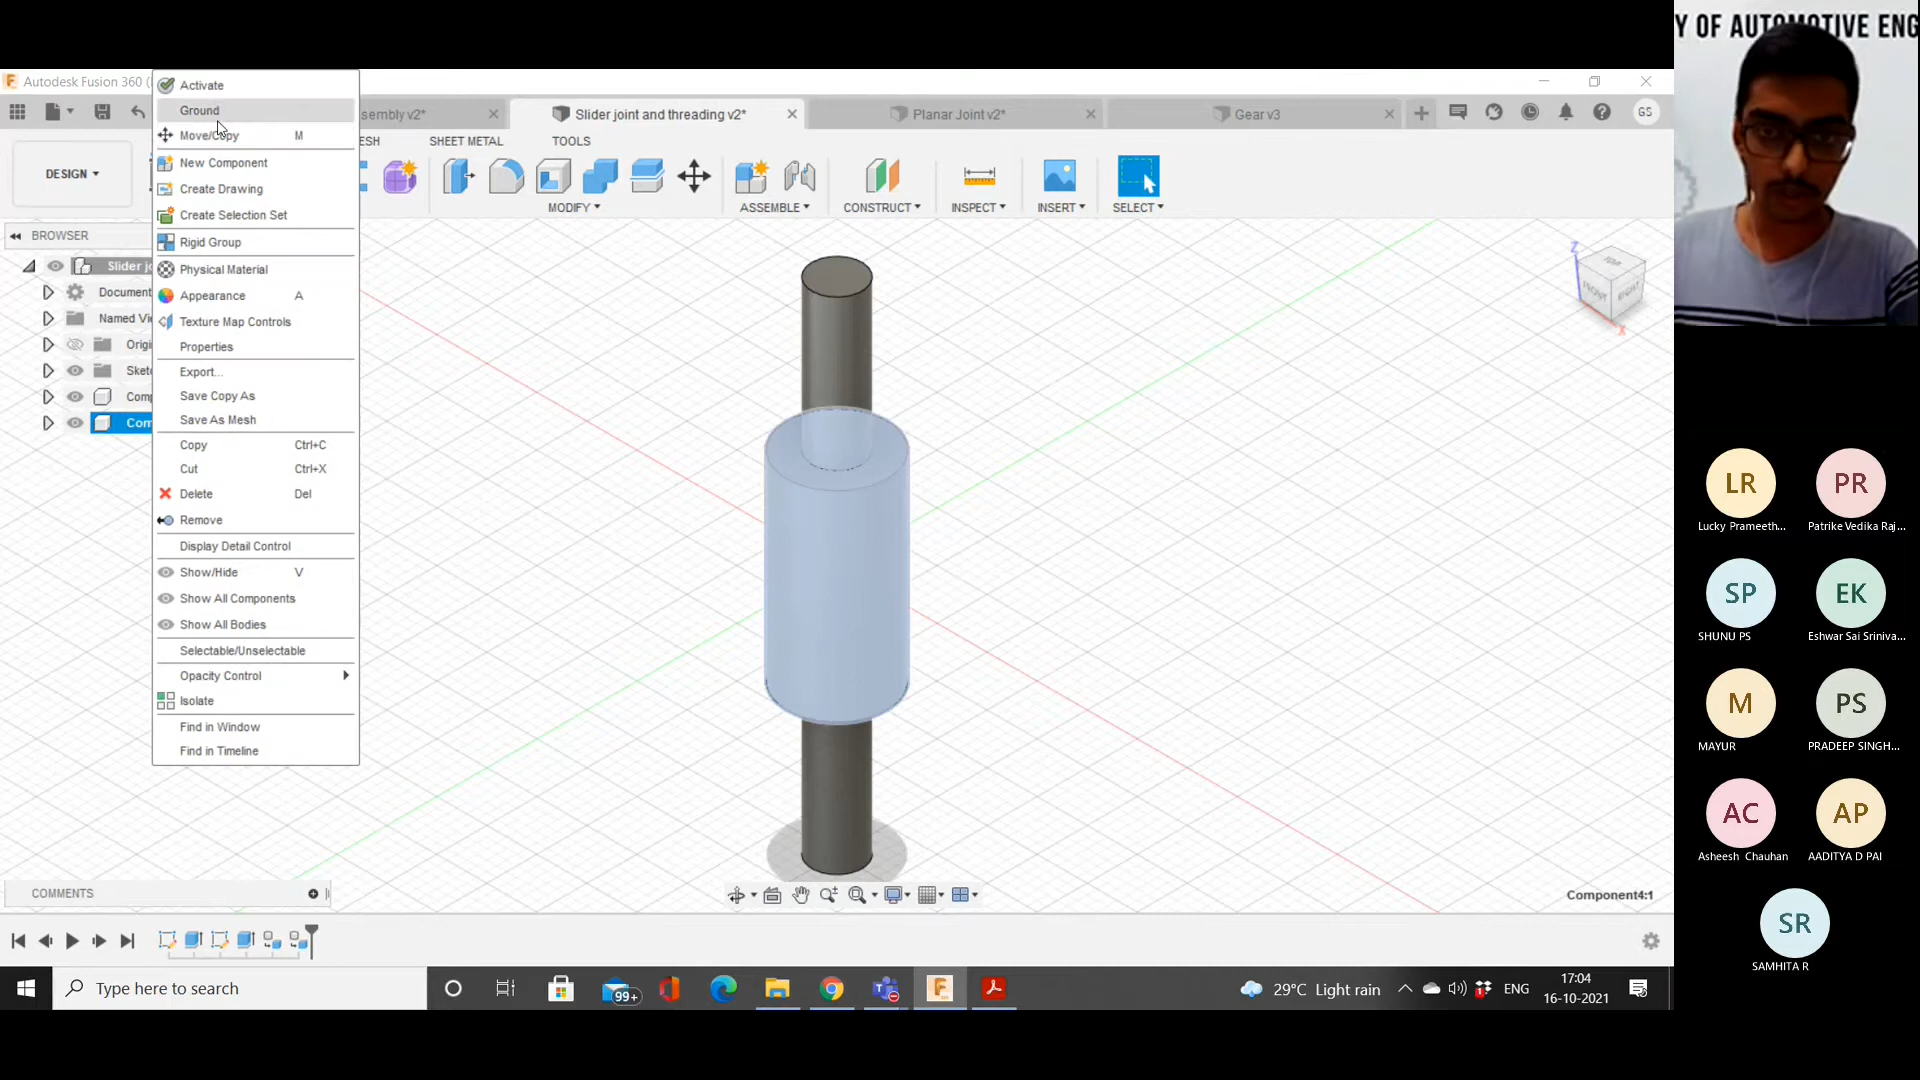 Y OF AUTOMOTIVE ENG
Autodesk Fusion 360 (
Activate
Ground
Move/Copy M
New Component
Create Drawing
Create Selection Set
Rigid Group
Physical Material
Appearance A
Texture Map Controls
Properties
Export...
Save Copy As
Save As Mesh
Copy Ctrl+C
Cut Ctrl+X
Delete Del
Remove
Display Detail Control
Show/Hide V
Show All Components
Show All Bodies
Selectable/Unselectable
Opacity Control
Isolate
Find in Window
Find in Timeline
sembly v2*
Slider joint and threading v2*
Planar Joint v2*
Gear v3
GS
ESH
SHEET METAL
TOOLS
DESIGN
MODIFY
ASSEMBLE
CONSTRUCT
INSPECT
INSERT
SELECT
BROWSER
Slider jo
Document
Named Vi
Origi
Sket
Comp
Com
TOP
FRONT
RIGHT
Z
X
COMMENTS
Component4:1
Type here to search
99+
29°C Light rain
ENG
17:04
16-10-2021
LR
Lucky Prameeth...
PR
Patrike Vedika Raj...
SP
SHUNU PS
EK
Eshwar Sai Sriniva...
M
MAYUR
PS
PRADEEP SINGH...
AC
Asheesh Chauhan
AP
AADITYA D PAI
SR
SAMHITA R